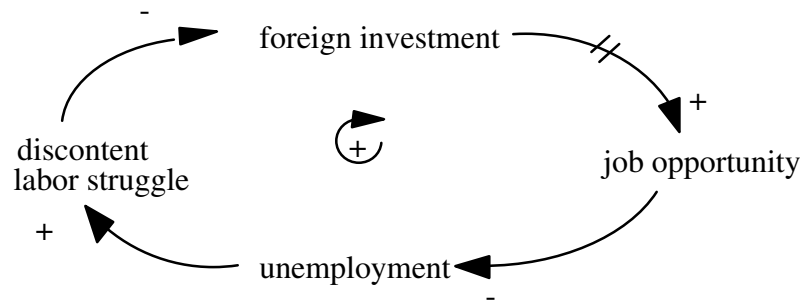 -
foreign investment
+
+
discontent
labor struggle
job opportunity
+
unemployment
-